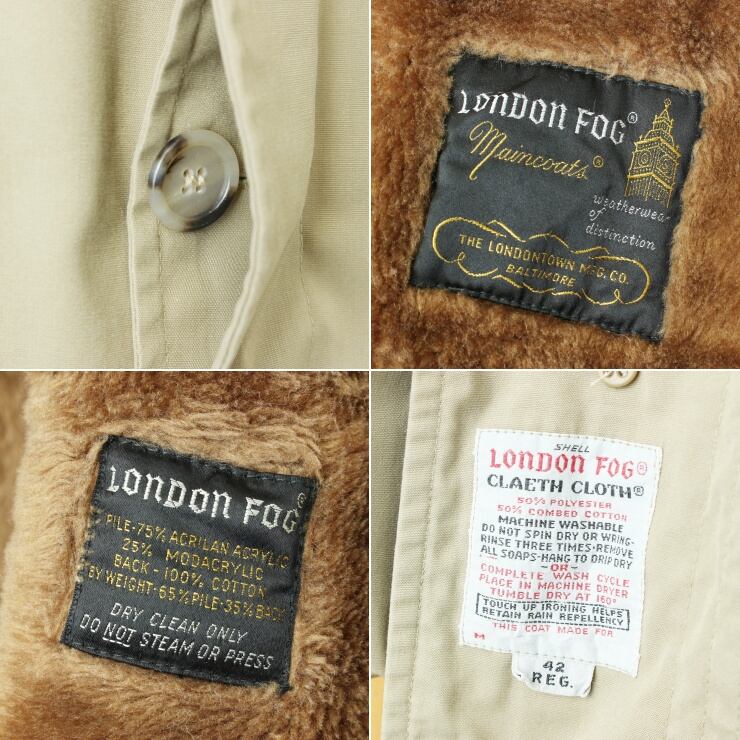 LONDON FOG®
Maincoats®
weatherwear
of
distinction
THE LONDONTOWN MFG. CO.
BALTIMORE
LONDON FOG®
PILE-75% ACRILAN ACRYLIC
25% MODACRYLIC
BACK-100% COTTON
BY WEIGHT-65% PILE-35% BACK
DRY CLEAN ONLY
DO NOT STEAM OR PRESS
SHELL
LONDON FOG®
CLAETH CLOTH®
50% POLYESTER
50% COMBED COTTON
MACHINE WASHABLE
DO NOT SPIN DRY OR WRING-
RINSE THREE TIMES-REMOVE
ALL SOAPS-HANG TO DRIP DRY
-OR-
COMPLETE WASH CYCLE
PLACE IN MACHINE DRYER
TUMBLE DRY AT 160°
TOUCH UP IRONING HELPS
RETAIN RAIN REPELLENCY
THIS COAT MADE FOR
M
42
REG.